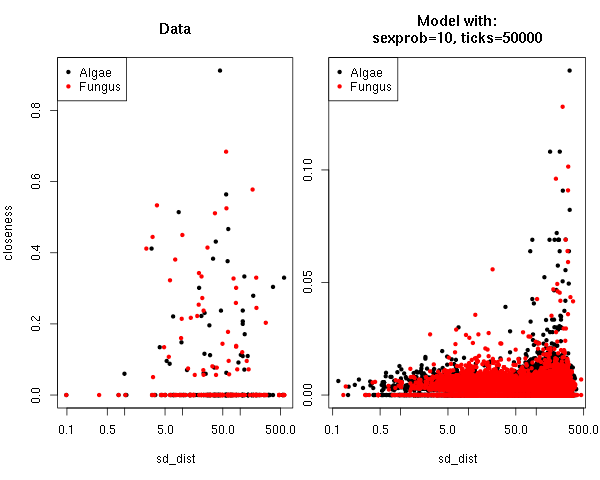 Data
Model with:
sexprob=10, ticks=50000
Algae
Fungus
Algae
Fungus
closeness
0.0
0.2
0.4
0.6
0.8
0.00
0.05
0.10
0.1 0.5 5.0 50.0 500.0
0.1 0.5 5.0 50.0 500.0
sd_dist
sd_dist